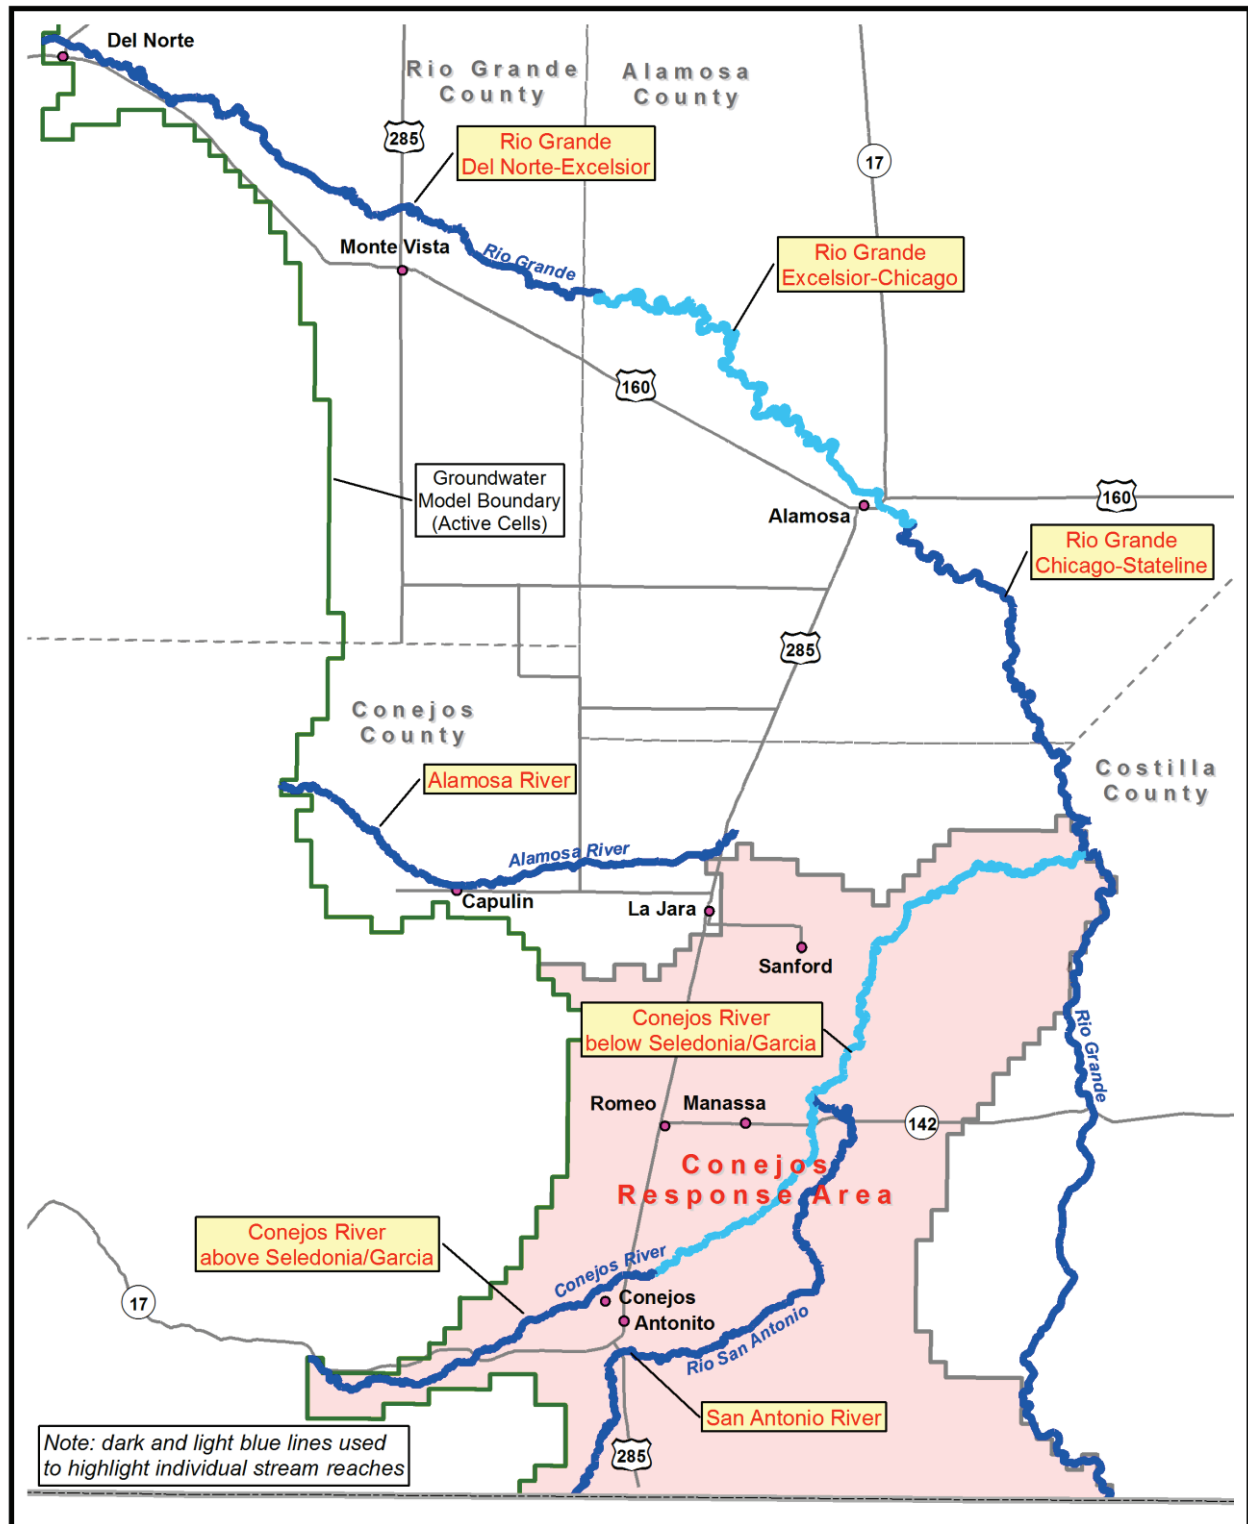 Del Norte
Rio Grande
County
Alamosa
County
285
Rio Grande
Del Norte-Excelsior
17
Monte Vista
Rio Grande
Rio Grande
Excelsior-Chicago
160
Groundwater
Model Boundary
(Active Cells)
Alamosa
160
Rio Grande
Chicago-Stateline
285
Conejos
County
Alamosa River
Costilla
County
Alamosa River
Capulin
La Jara
Sanford
Conejos River
below Seledonia/Garcia
Rio Grande
Romeo
Manassa
142
Conejos
Response Area
Conejos River
above Seledonia/Garcia
Conejos River
17
Conejos
Antonito
Rio San Antonio
San Antonio River
Note: dark and light blue lines used
to highlight individual stream reaches
285